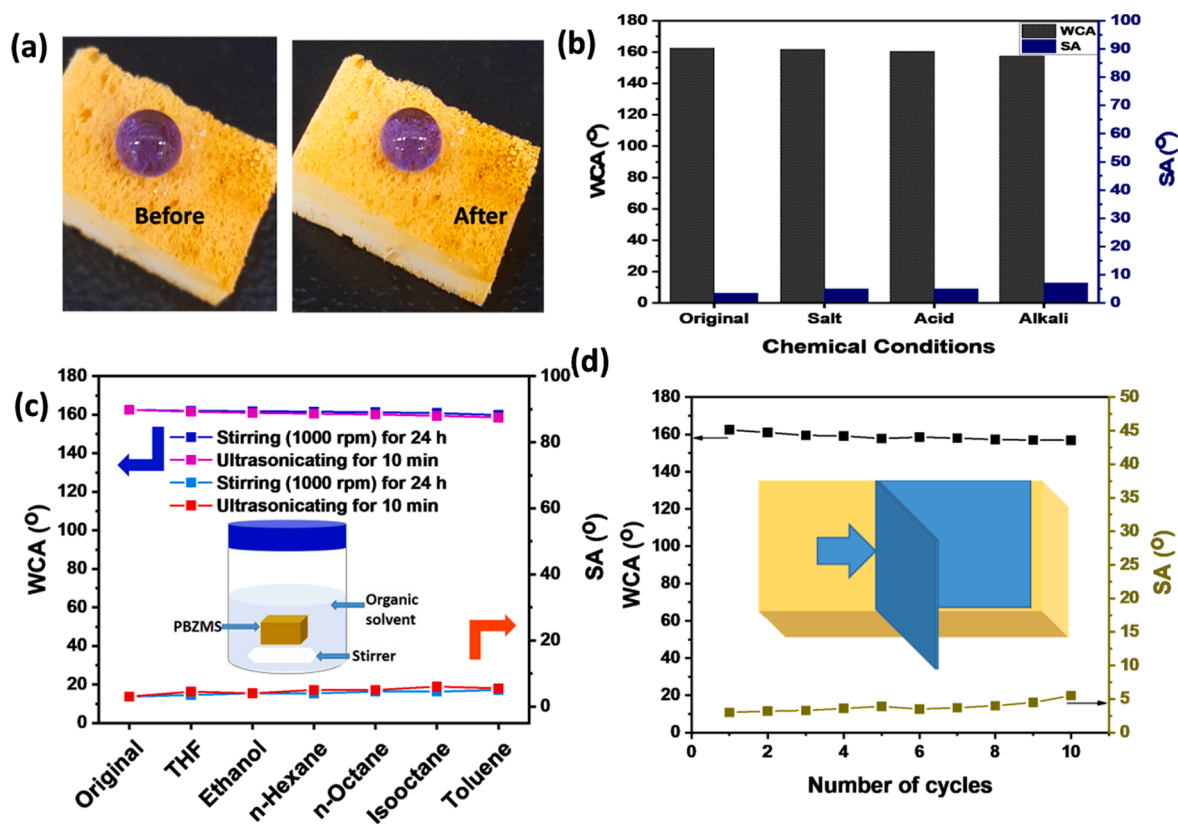 (a)
Before
After
(b)
WCA
SA
180
160
140
120
100
80
60
40
20
0
WCA (°)
100
90
80
70
60
50
40
30
20
10
0
SA (°)
Original Salt Acid Alkali
Chemical Conditions
(c)
180
160
140
120
100
80
60
40
20
0
WCA (O)
Stirring (1000 rpm) for 24 h
Ultrasonicating for 10 min
Stirring (1000 rpm) for 24 h
Ultrasonicating for 10 min
Organic
solvent
PBZMS
Stirrer
100
80
60
40
20
0
SA (O)
Original THF Ethanol n-Hexane n-Octane Isooctane Toluene
(d)
180
160
140
120
100
80
60
40
20
0
WCA (O)
50
45
40
35
30
25
20
15
10
5
0
SA (O)
0 2 4 6 8 10
Number of cycles